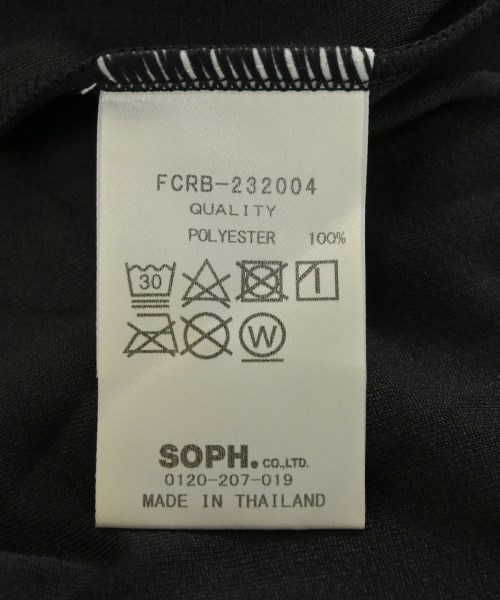 FCRB-232004
QUALITY
POLYESTER 100%
30
W
SOPH. CO.,LTD.
0120-207-019
MADE IN THAILAND